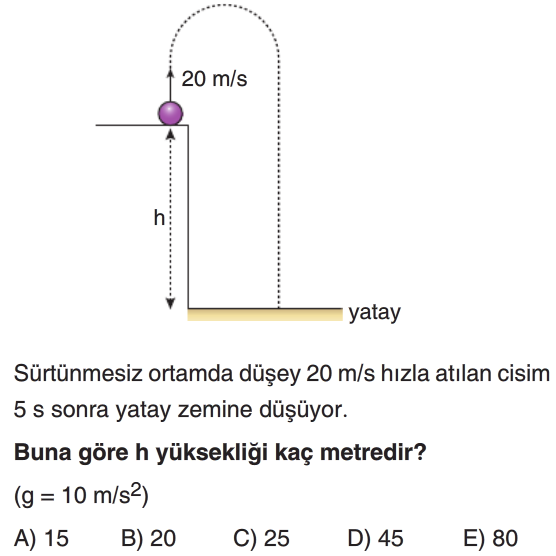 20 m/s
h
yatay
Sürtünmesiz ortamda düşey 20 m/s hızla atılan cisim
5 s sonra yatay zemine düşüyor.
Buna göre h yüksekliği kaç metredir?
(g = 10 m/s²)
A) 15 B) 20 C) 25 D) 45 E) 80